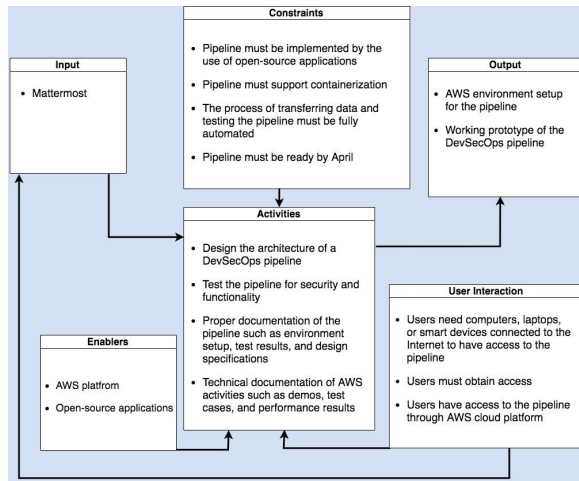 Constraints
• Pipeline must be implemented by the
use of open-source applications
• Pipeline must support containerization
• The process of transferring data and
testing the pipeline must be fully
automated
• Pipeline must be ready by April
Input
• Mattermost
Output
• AWS environment setup
for the pipeline
• Working prototype of the
DevSecOps pipeline
Activities
• Design the architecture of a
DevSecOps pipeline
• Test the pipeline for security and
functionality
• Proper documentation of the
pipeline such as environment
setup, test results, and design
specifications
• Technical documentation of AWS
activities such as demos, test
cases, and performance results
Enablers
• AWS platfrom
• Open-source applications
User Interaction
• Users need computers, laptops,
or smart devices connected to the
Internet to have access to the
pipeline
• Users must obtain access
• Users have access to the pipeline
through AWS cloud platform